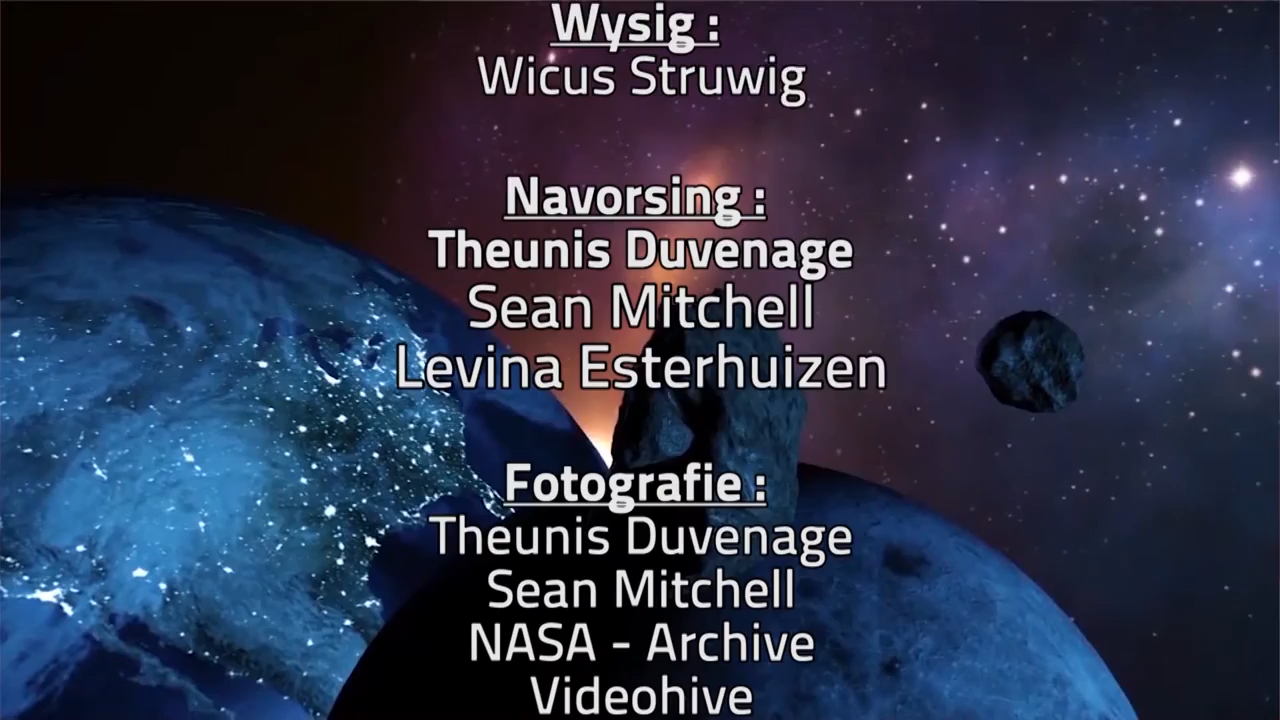 Wysig :
Wicus Struwig
Navorsing :
Theunis Duvenage
Sean Mitchell
Levina Esterhuizen
Fotografie :
Theunis Duvenage
Sean Mitchell
NASA - Archive
Videohive